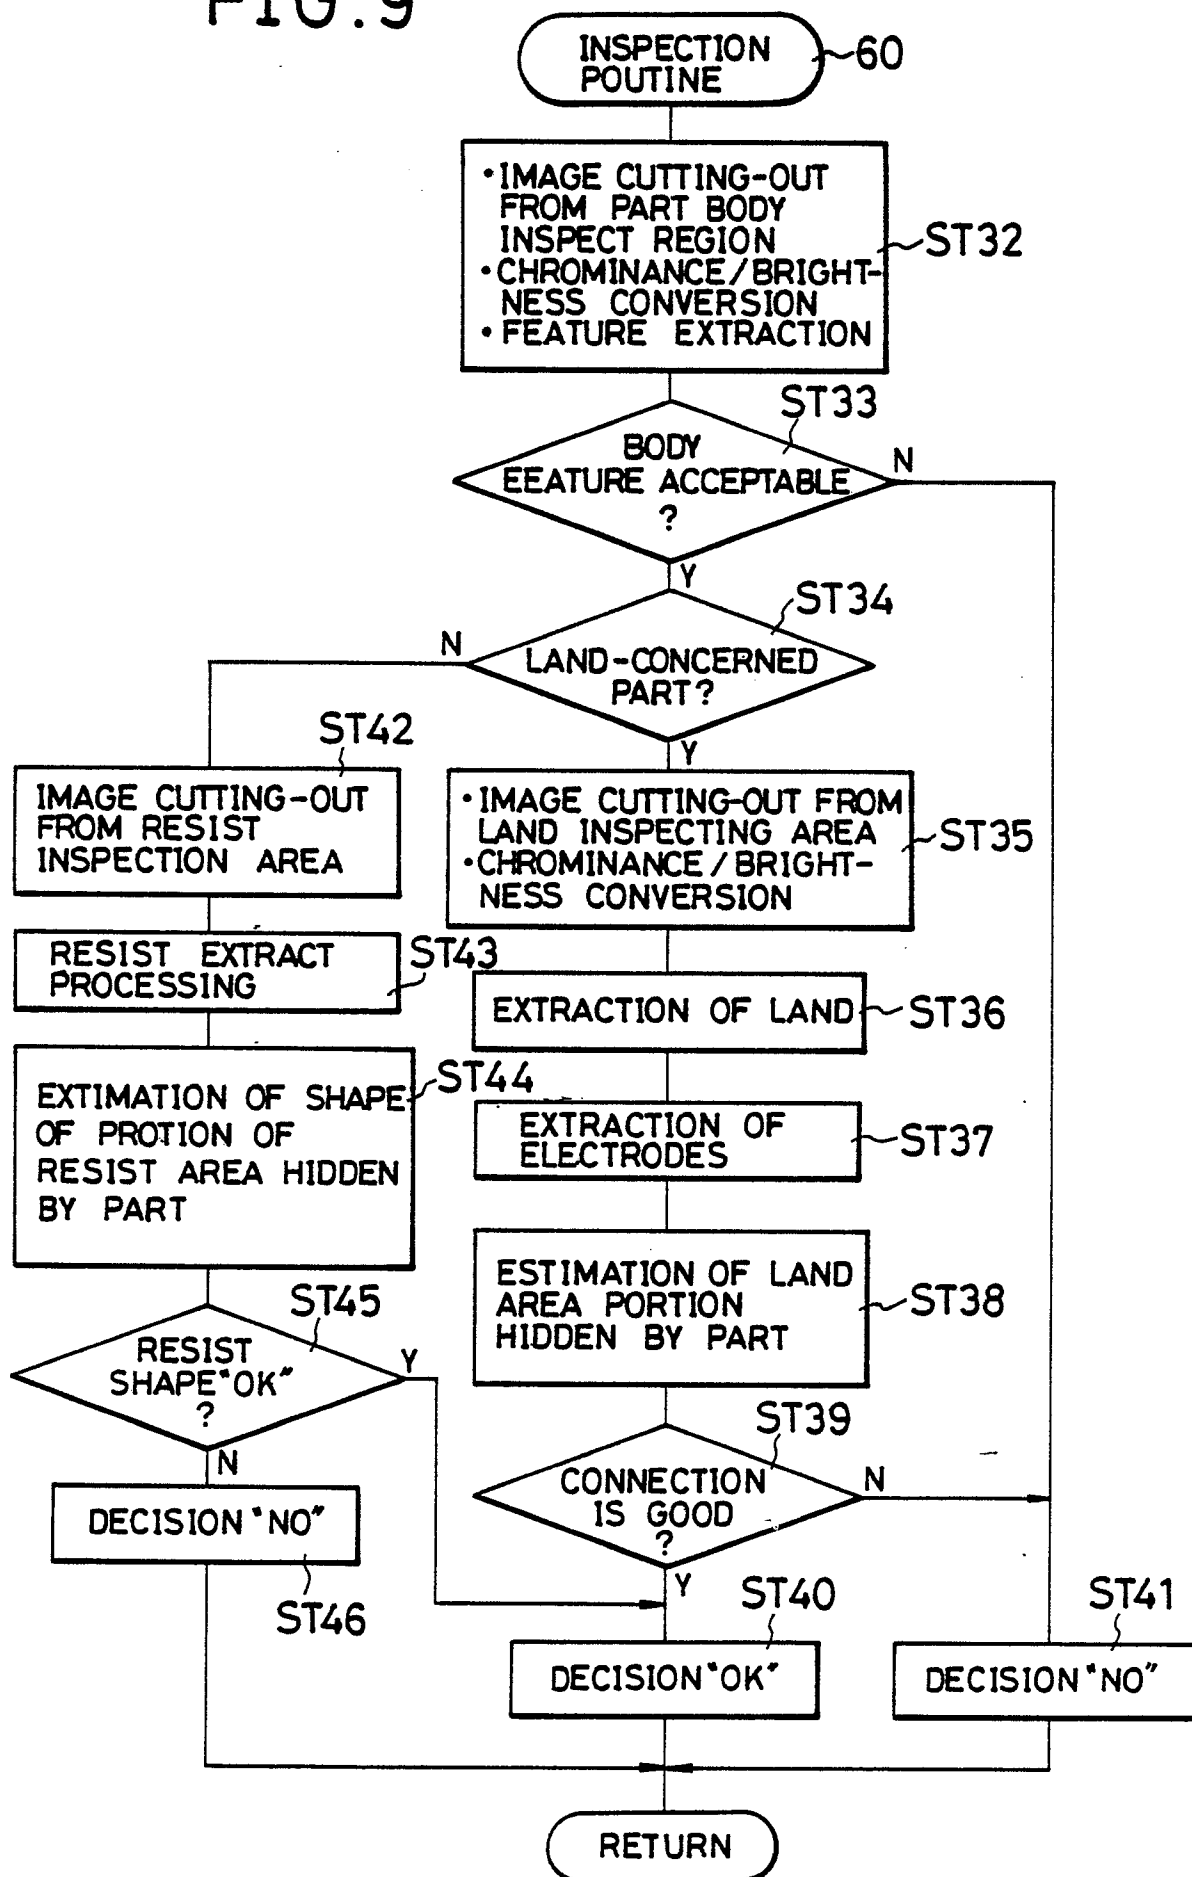 FIG. 9
INSPECTION
POUTINE
60
• IMAGE CUTTING-OUT
FROM PART BODY
INSPECT REGION
• CHROMINANCE/BRIGHT-
NESS CONVERSION
• FEATURE EXTRACTION
ST32
ST33
BODY
EEATURE ACCEPTABLE
?
N
Y
ST34
N
LAND-CONCERNED
PART?
Y
ST42
IMAGE CUTTING-OUT
FROM RESIST
INSPECTION AREA
• IMAGE CUTTING-OUT FROM
LAND INSPECTING AREA
• CHROMINANCE/BRIGHT-
NESS CONVERSION
ST35
RESIST EXTRACT
PROCESSING
ST43
EXTRACTION OF LAND
ST36
EXTIMATION OF SHAPE
OF PROTION OF
RESIST AREA HIDDEN
BY PART
ST44
EXTRACTION OF
ELECTRODES
ST37
ESTIMATION OF LAND
AREA PORTION
HIDDEN BY PART
ST38
ST45
RESIST
SHAPE "OK"
?
Y
N
ST39
CONNECTION
IS GOOD
?
N
Y
DECISION "NO"
ST46
ST40
DECISION "OK"
ST41
DECISION "NO"
RETURN